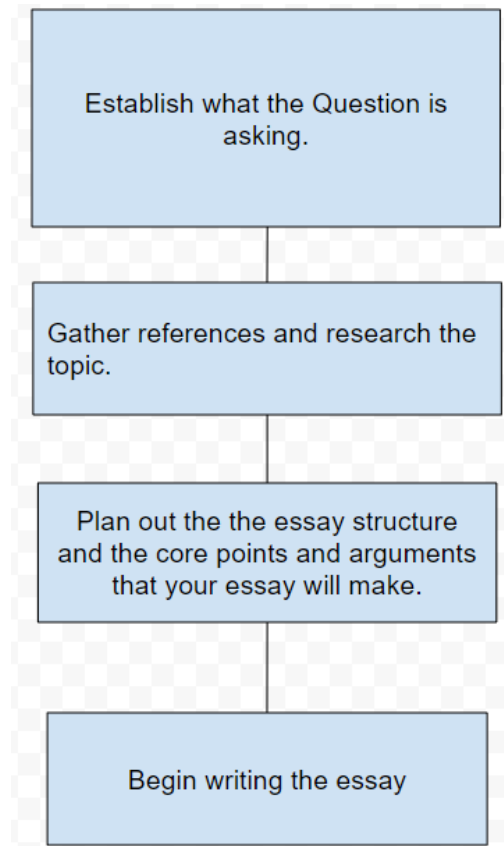 Establish what the Question is
asking.
Gather references and research the
topic.
Plan out the the essay structure
and the core points and arguments
that your essay will make.
Begin writing the essay